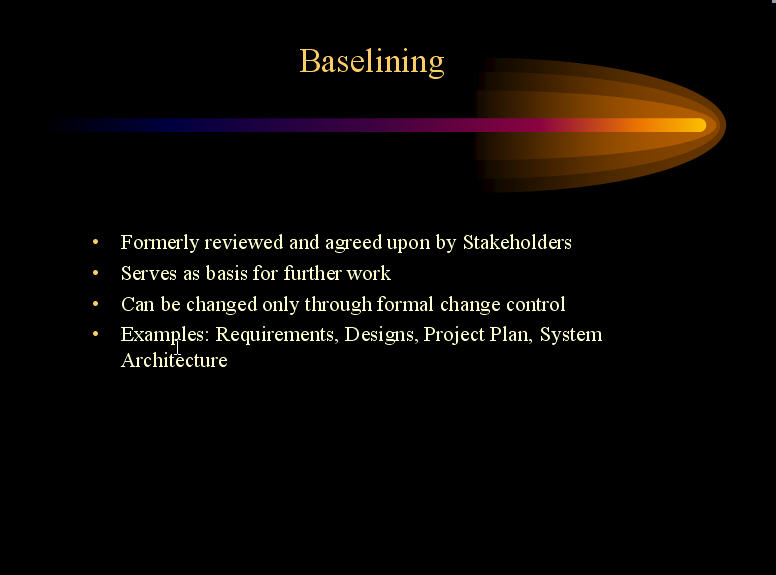 Baselining
• Formerly reviewed and agreed upon by Stakeholders
• Serves as basis for further work
• Can be changed only through formal change control
• Examples: Requirements, Designs, Project Plan, System
Architecture